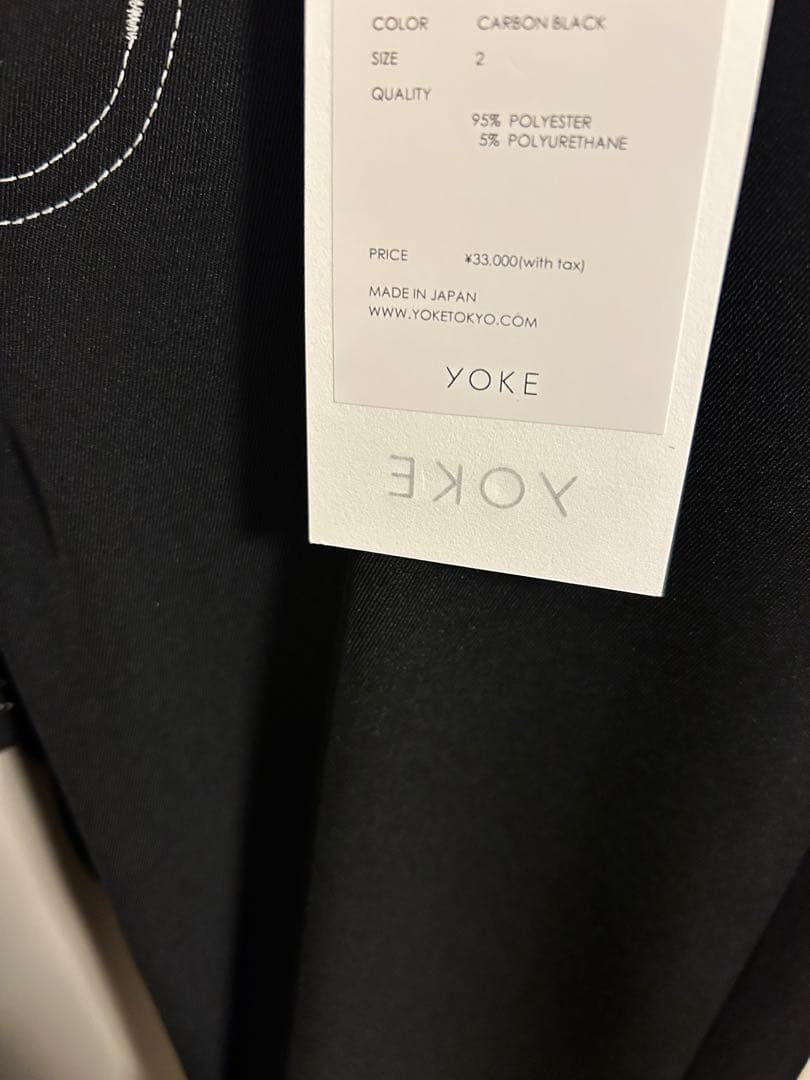 COLOR CARBON BLACK
SIZE 2
QUALITY
95% POLYESTER
5% POLYURETHANE
PRICE ¥33,000(with tax)
MADE IN JAPAN
WWW.YOKETOKYO.COM
YOKE
YOKE